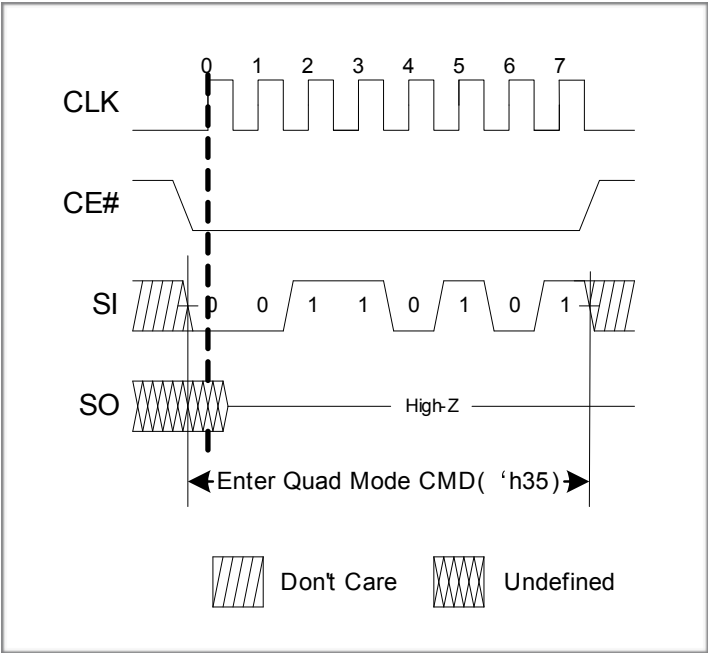 0 1 2 3 4 5 6 7
CLK
CE#
SI 0 0 1 1 0 1 0 1
SO High-Z
Enter Quad Mode CMD( ‘h35)
Don't Care Undefined